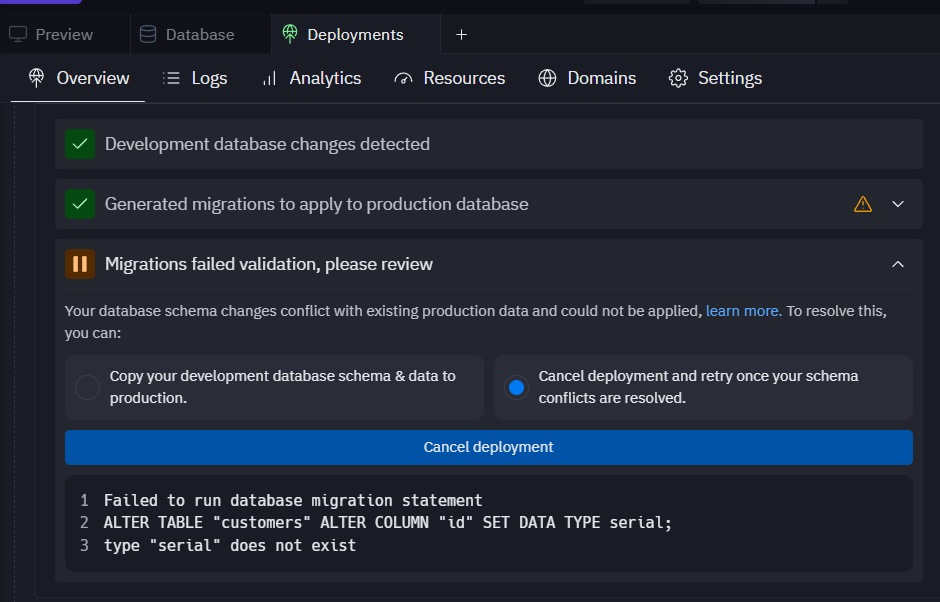 Preview
Database
Deployments
+
Overview
Logs
Analytics
Resources
Domains
Settings
Development database changes detected
Generated migrations to apply to production database
Migrations failed validation, please review
Your database schema changes conflict with existing production data and could not be applied, learn more. To resolve this,
you can:
Copy your development database schema & data to
production.
Cancel deployment and retry once your schema
conflicts are resolved.
Cancel deployment
1 Failed to run database migration statement
2 ALTER TABLE "customers" ALTER COLUMN "id" SET DATA TYPE serial;
3 type "serial" does not exist